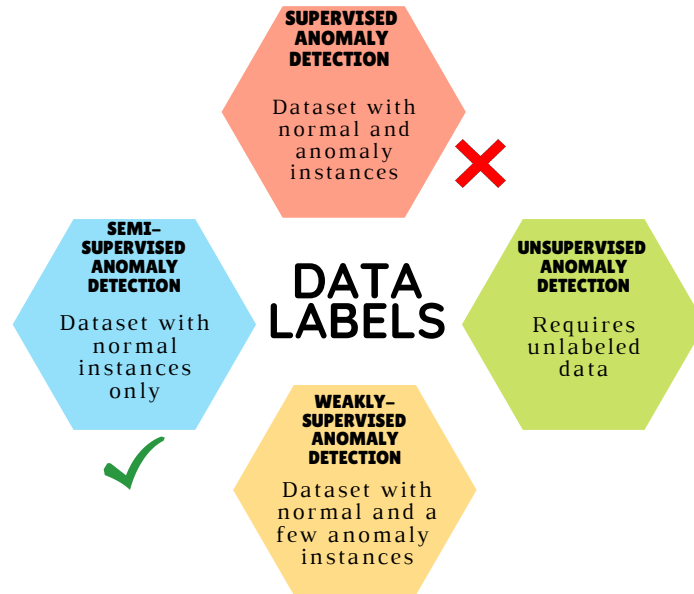 SUPERVISED
ANOMALY
DETECTION
Dataset with
normal and
anomaly
instances
SEMI-
SUPERVISED
ANOMALY
DETECTION
Dataset with
normal
instances
only
DATA
LABELS
UNSUPERVISED
ANOMALY
DETECTION
Requires
unlabeled
data
WEAKLY-
SUPERVISED
ANOMALY
DETECTION
Dataset with
normal and a
few anomaly
instances